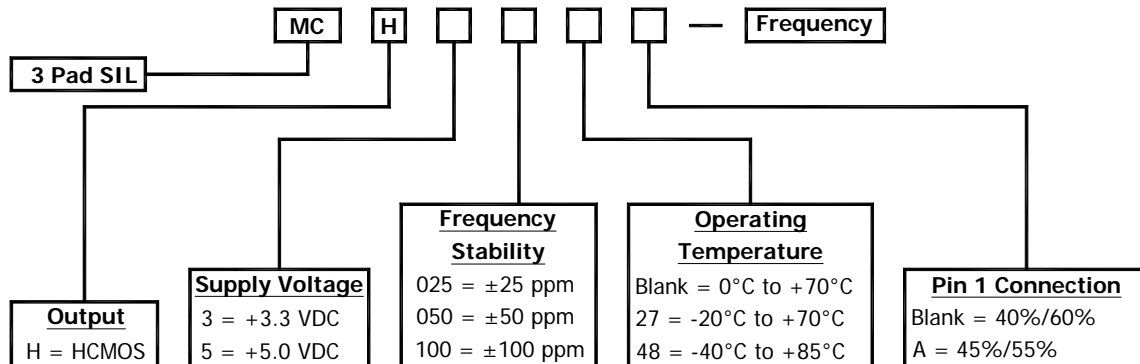 MC H — Frequency
3 Pad SIL
Output
H = HCMOS
Supply Voltage
3 = +3.3 VDC
5 = +5.0 VDC
Frequency
Stability
025 = ±25 ppm
050 = ±50 ppm
100 = ±100 ppm
Operating
Temperature
Blank = 0°C to +70°C
27 = -20°C to +70°C
48 = -40°C to +85°C
Pin 1 Connection
Blank = 40%/60%
A = 45%/55%